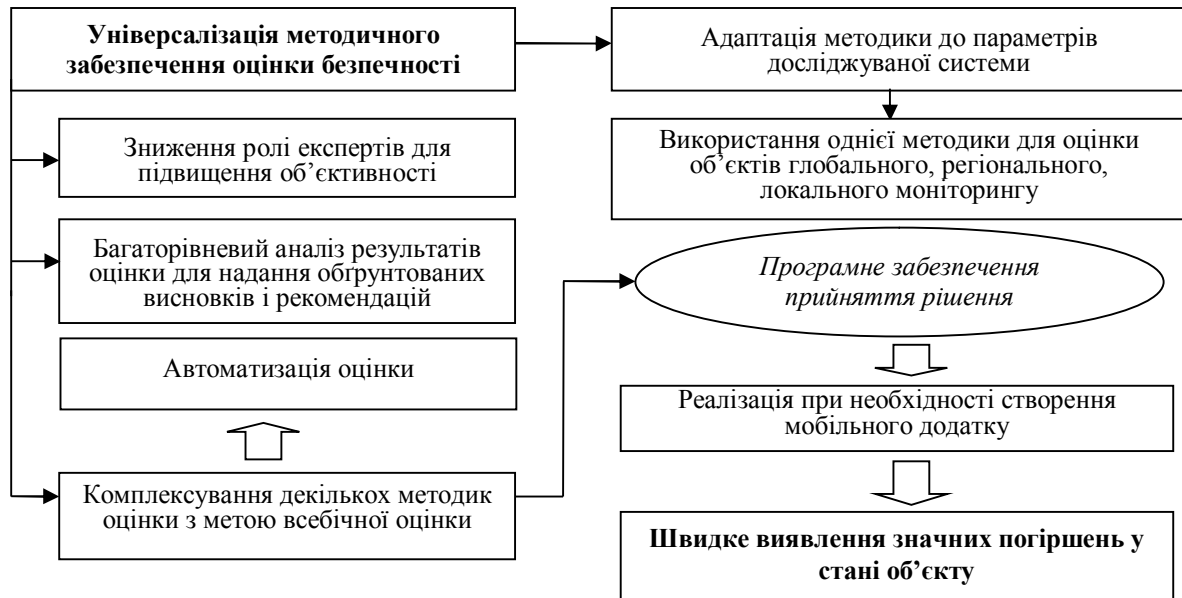 Універсалізація методичного
забезпечення оцінки безпечності
Адаптація методики до параметрів
досліджуваної системи
Зниження ролі експертів для
підвищення об’єктивності
Використання однієї методики для оцінки
об’єктів глобального, регіонального,
локального моніторингу
Багаторівневий аналіз результатів
оцінки для надання обґрунтованих
висновків і рекомендацій
Програмне забезпечення
прийняття рішення
Автоматизація оцінки
Реалізація при необхідності створення
мобільного додатку
Комплексування декількох методик
оцінки з метою всебічної оцінки
Швидке виявлення значних погіршень у
стані об’єкту